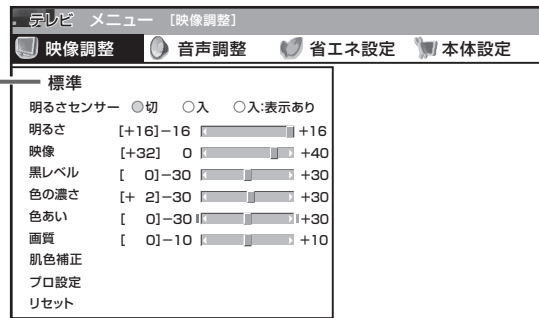 テレビ メニュー [映像調整]
映像調整 音声調整 省エネ設定 本体設定
標準
明るさセンサー 切 入 入:表示あり
明るさ [+16]−16 +16
映像 [+32] 0 +40
黒レベル [ 0]−30 +30
色の濃さ [+ 2]−30 +30
色あい [ 0]−30 +30
画質 [ 0]−10 +10
肌色補正
プロ設定
リセット